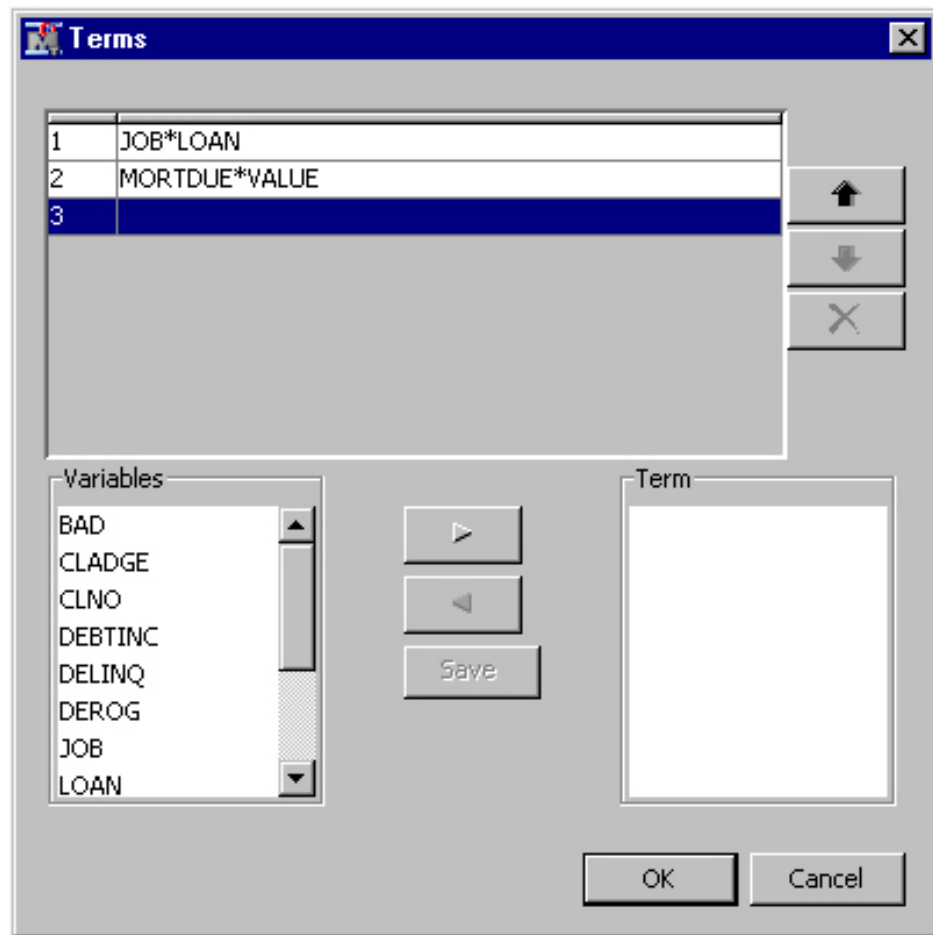 Terms
1 JOB*LOAN
2 MORTDUE*VALUE
3
Variables
Term
BAD
CLADGE
CLNO
DEBTINC
DELINQ
DEROG
JOB
LOAN
Save
OK
Cancel